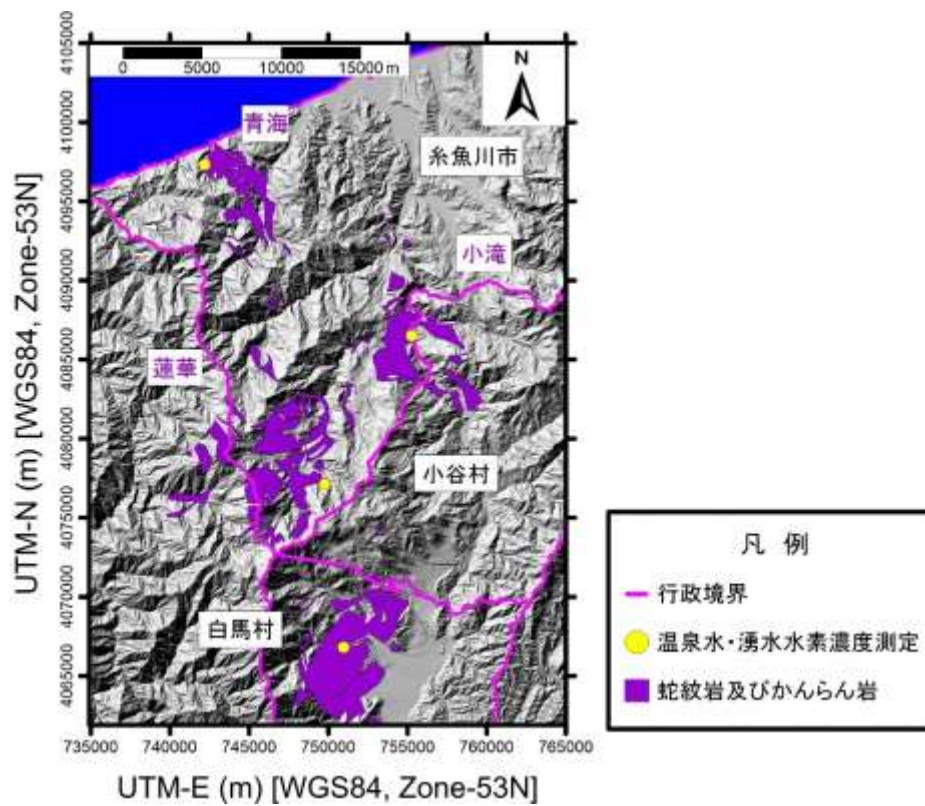 0 5000 10000 15000 m
N
青海
糸魚川市
小滝
蓮華
小谷村
白馬村
UTM-N (m) [WGS84, Zone-53N]
4105000
4100000
4095000
4090000
4085000
4080000
4075000
4070000
4065000
735000 740000 745000 750000 755000 760000 765000
UTM-E (m) [WGS84, Zone-53N]
凡 例
行政境界
温泉水・湧水水素濃度測定
蛇紋岩及びかんらん岩